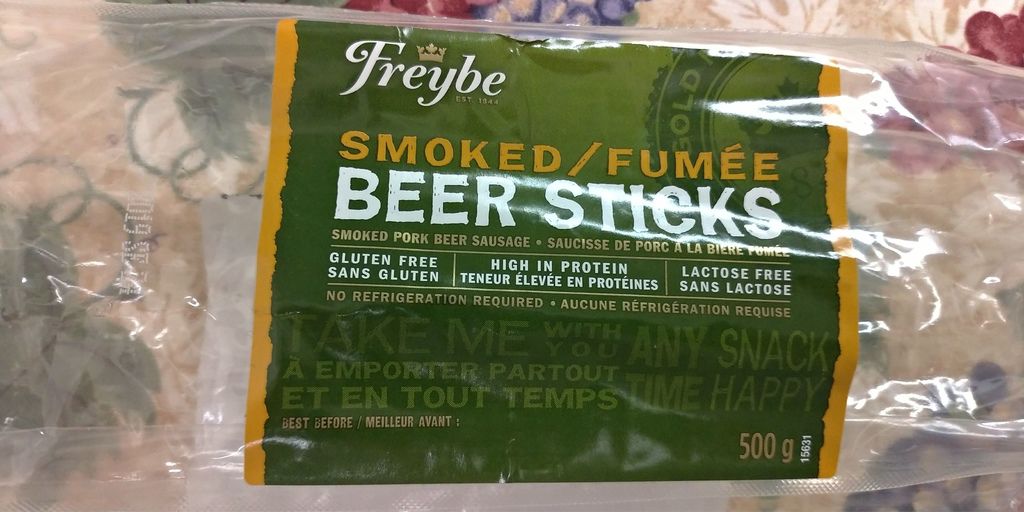 Freybe
EST. 1844
GOLD
SMOKED/FUMÉE
BEER STICKS
SMOKED PORK BEER SAUSAGE • SAUCISSE DE PORC À LA BIÈRE FUMÉE
GLUTEN FREE
SANS GLUTEN
HIGH IN PROTEIN
TENEUR ÉLEVÉE EN PROTÉINES
LACTOSE FREE
SANS LACTOSE
NO REFRIGERATION REQUIRED • AUCUNE RÉFRIGÉRATION REQUISE
TAKE ME WITH YOU ANY SNACK
À EMPORTER PARTOUT
ET EN TOUT TEMPS TIME HAPPY
BEST BEFORE / MEILLEUR AVANT :
500 g
15631